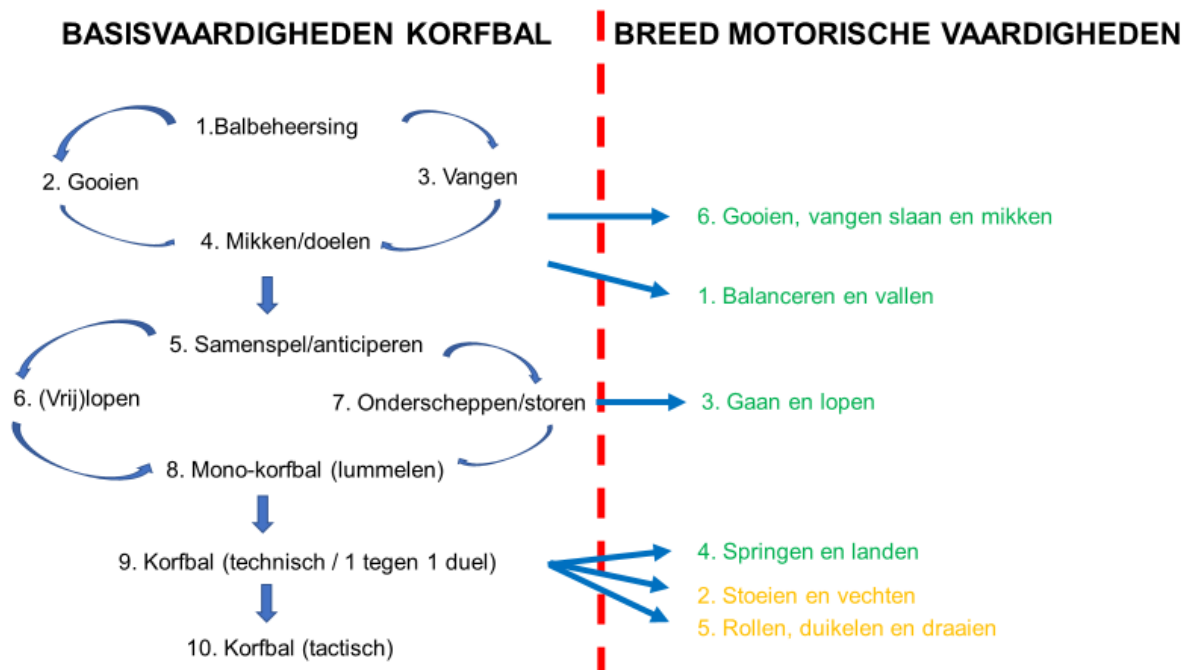 BASISVAARDIGHEDEN KORFBAL
BREED MOTORISCHE VAARDIGHEDEN
1.Balbeheersing
2. Gooien
3. Vangen
4. Mikken/doelen
5. Samenspel/anticiperen
6. (Vrij)lopen
7. Onderscheppen/storen
8. Mono-korfbal (lummelen)
9. Korfbal (technisch / 1 tegen 1 duel)
10. Korfbal (tactisch)
6. Gooien, vangen slaan en mikken
1. Balanceren en vallen
3. Gaan en lopen
4. Springen en landen
2. Stoeien en vechten
5. Rollen, duikelen en draaien